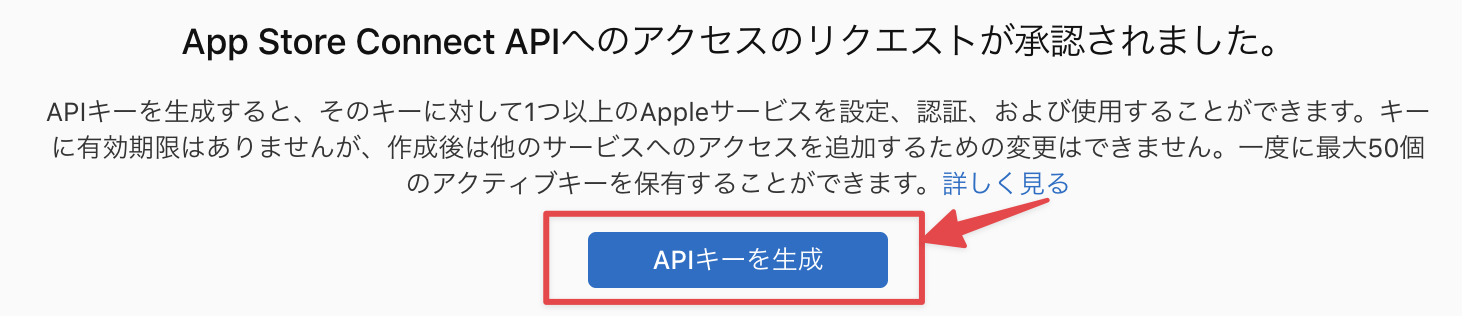 App Store Connect APIへのアクセスのリクエストが承認されました。
APIキーを生成すると、そのキーに対して1つ以上のAppleサービスを設定、認証、および使用することができます。キー
に有効期限はありませんが、作成後は他のサービスへのアクセスを追加するための変更はできません。一度に最大50個
のアクティブキーを保有することができます。詳しく見る
APIキーを生成